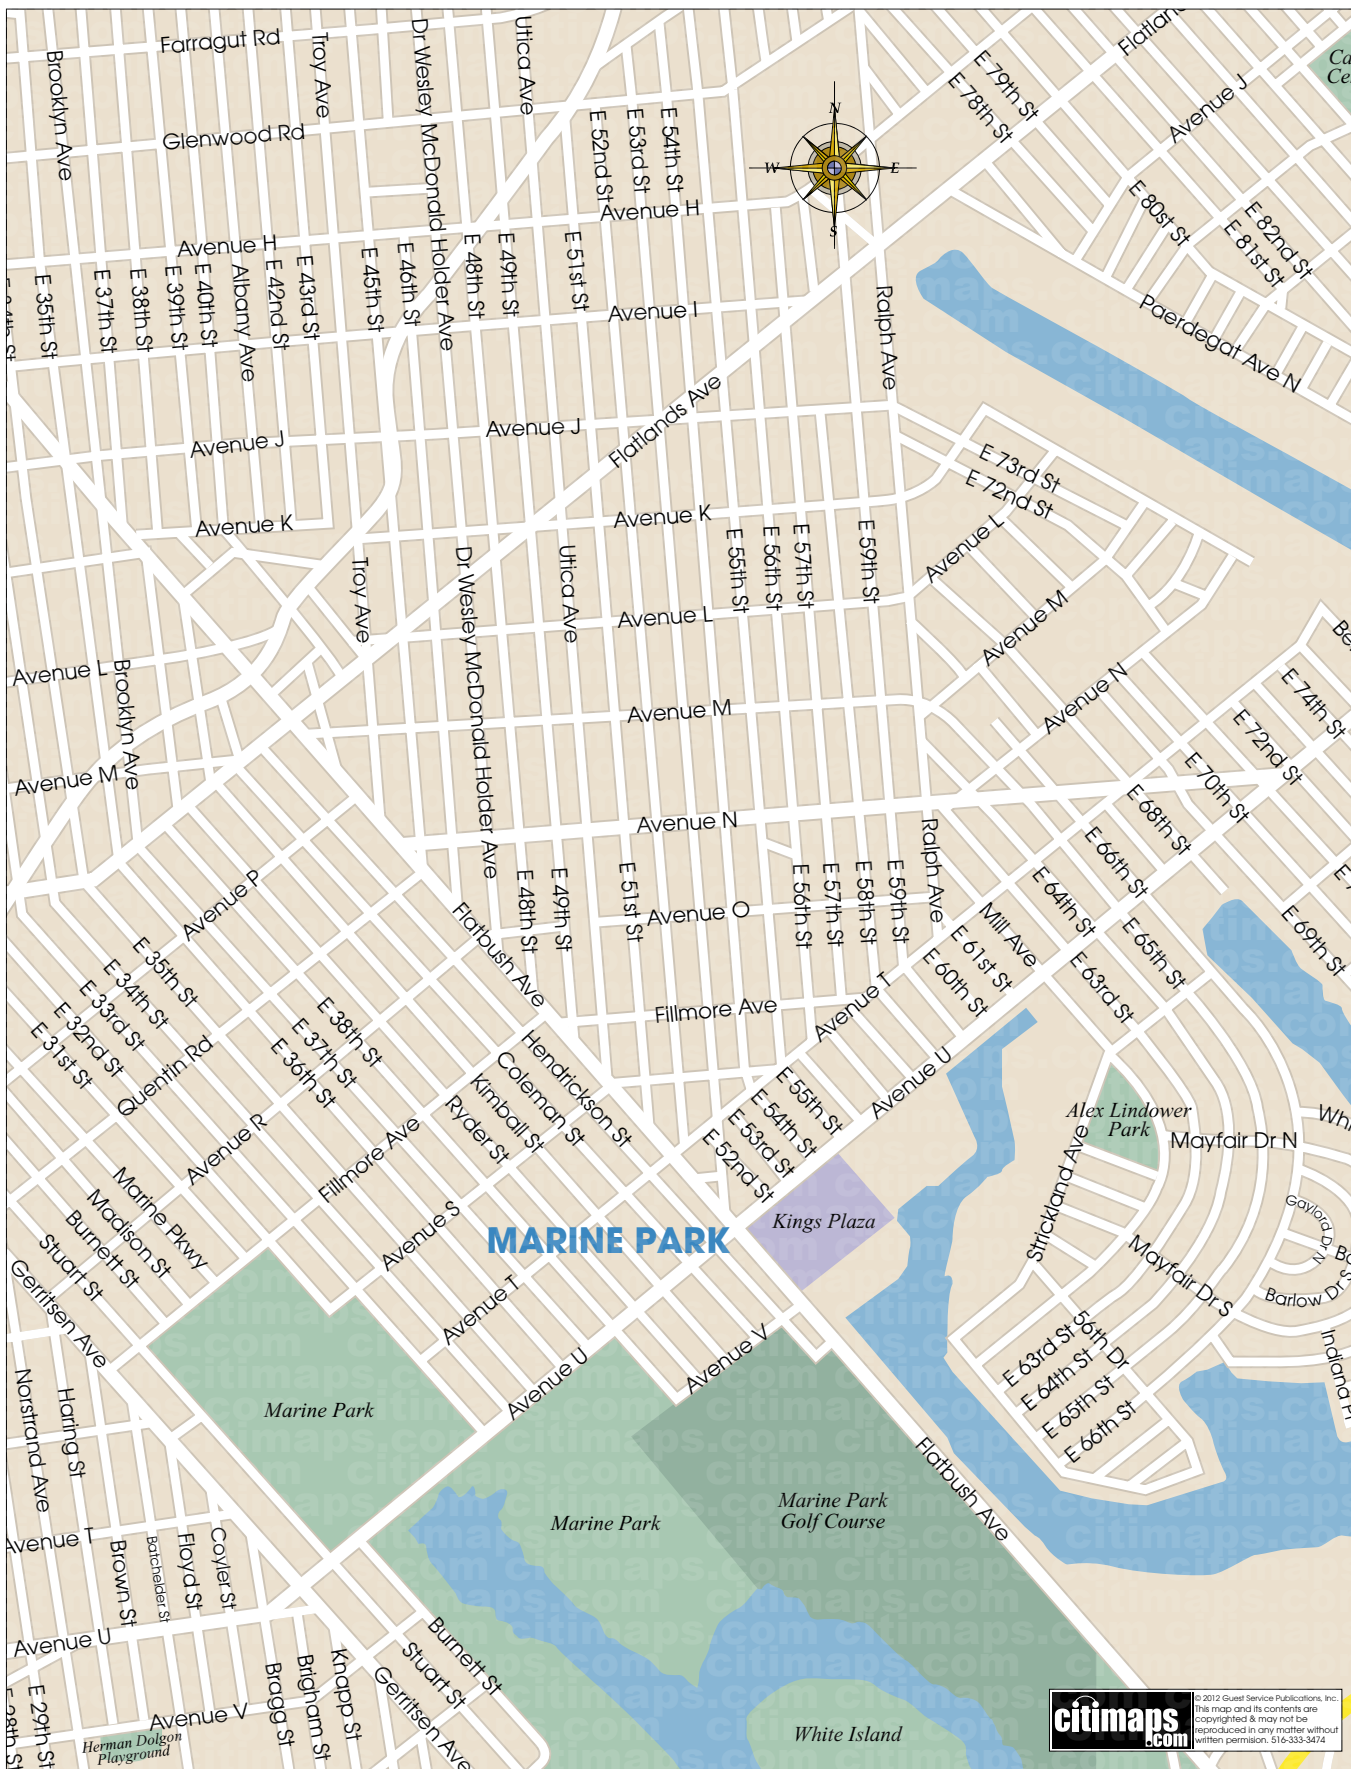 Farragut Rd
Brooklyn Ave
Troy Ave
Dr Wesley McDonald Holder Ave
Utica Ave
Glenwood Rd
E 52nd St
E 53rd St
E 54th St
N
W
E
S
E 79th St
E 78th St
Avenue J
E 80st St
E 82nd St
E 81st St
Paerdegat Ave N
Avenue H
Avenue H
E 35th St
E 37th St
E 38th St
E 39th St
E 40th St
Albany Ave
E 42nd St
E 43rd St
E 45th St
E 46th St
E 48th St
E 49th St
E 51st St
Avenue I
Ralph Ave
Avenue J
Avenue J
Flatlands Ave
E 73rd St
E 72nd St
Avenue K
Avenue K
Avenue L
E 55th St
E 56th St
E 57th St
E 59th St
Troy Ave
Dr Wesley McDonald Holder Ave
Utica Ave
Avenue L
Avenue M
Avenue L
Brooklyn Ave
Avenue M
Avenue N
E 74th St
E 72nd St
E 70th St
E 68th St
E 66th St
Avenue M
Avenue N
Ralph Ave
Avenue P
E 48th St
E 49th St
E 51st St
Avenue O
E 56th St
E 57th St
E 58th St
E 59th St
Mill Ave
E 64th St
E 65th St
E 69th St
E 61st St
E 60th St
E 63rd St
Flatbush Ave
E 35th St
E 34th St
E 33rd St
E 32nd St
E 31st St
E 38th St
E 37th St
E 36th St
Quentin Rd
Fillmore Ave
Avenue T
Avenue U
Hendrickson St
Coleman St
Kimball St
Ryder St
E 55th St
E 54th St
E 53rd St
E 52nd St
Alex Lindower
Park
Mayfair Dr N
Avenue R
Fillmore Ave
Marine Pkwy
Madison St
Burnett St
Stuart St
Gerritsen Ave
Avenue S
MARINE PARK
Kings Plaza
Strickland Ave
Mayfair Dr S
Gaylord Dr N
Barlow Dr S
Avenue T
Avenue U
Avenue V
56th Dr
E 63rd St
E 64th St
E 65th St
E 66th St
Norstrand Ave
Haring St
Marine Park
Marine Park
Marine Park
Golf Course
Flatbush Ave
Avenue T
Brown St
Batchelder St
Floyd St
Coyler St
Avenue U
Burnett St
Stuart St
Gerritsen Ave
Bragg St
Brigham St
Knapp St
E 28th St
E 29th St
Avenue V
Herman Dolgon
Playground
White Island
citimaps
.com
© 2012 Guest Service Publications, Inc.
This map and its contents are
copyrighted & may not be
reproduced in any matter without
written permision. 516-333-3474